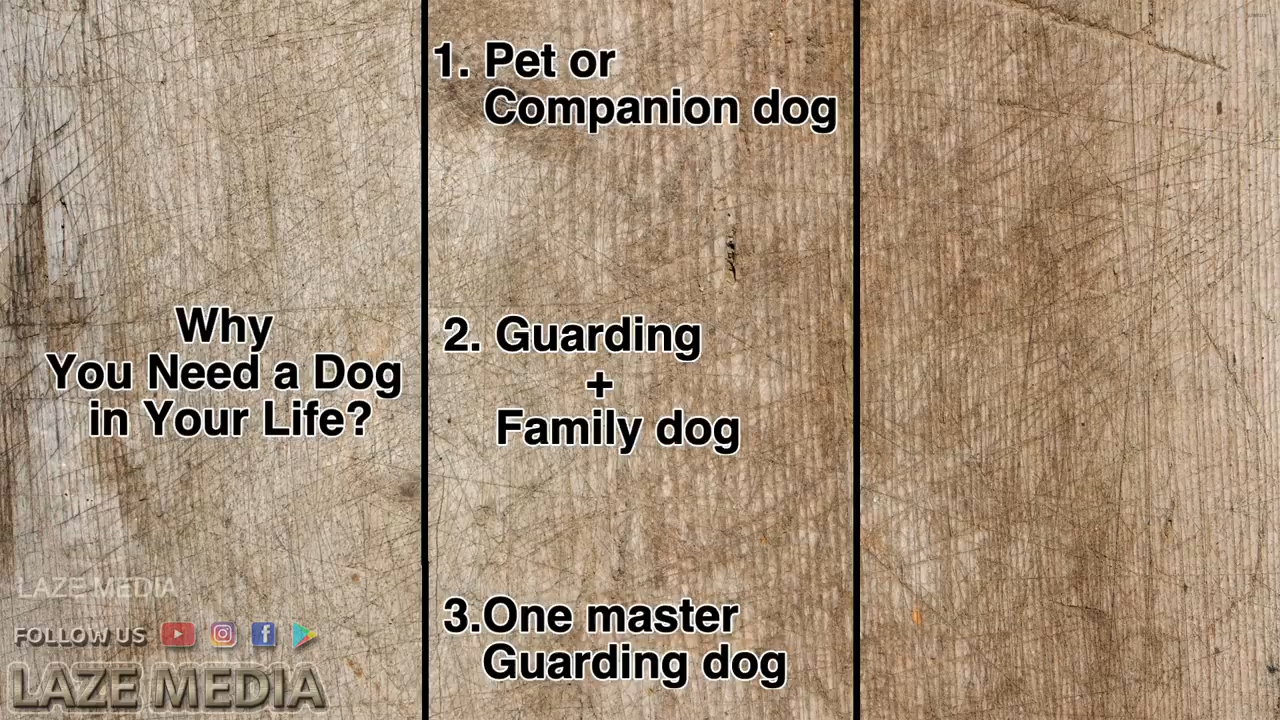 Why
You Need a Dog
in Your Life?
1. Pet or
Companion dog
2. Guarding
+
Family dog
3.One master
Guarding dog
LAZE MEDIA
FOLLOW US
LAZE MEDIA